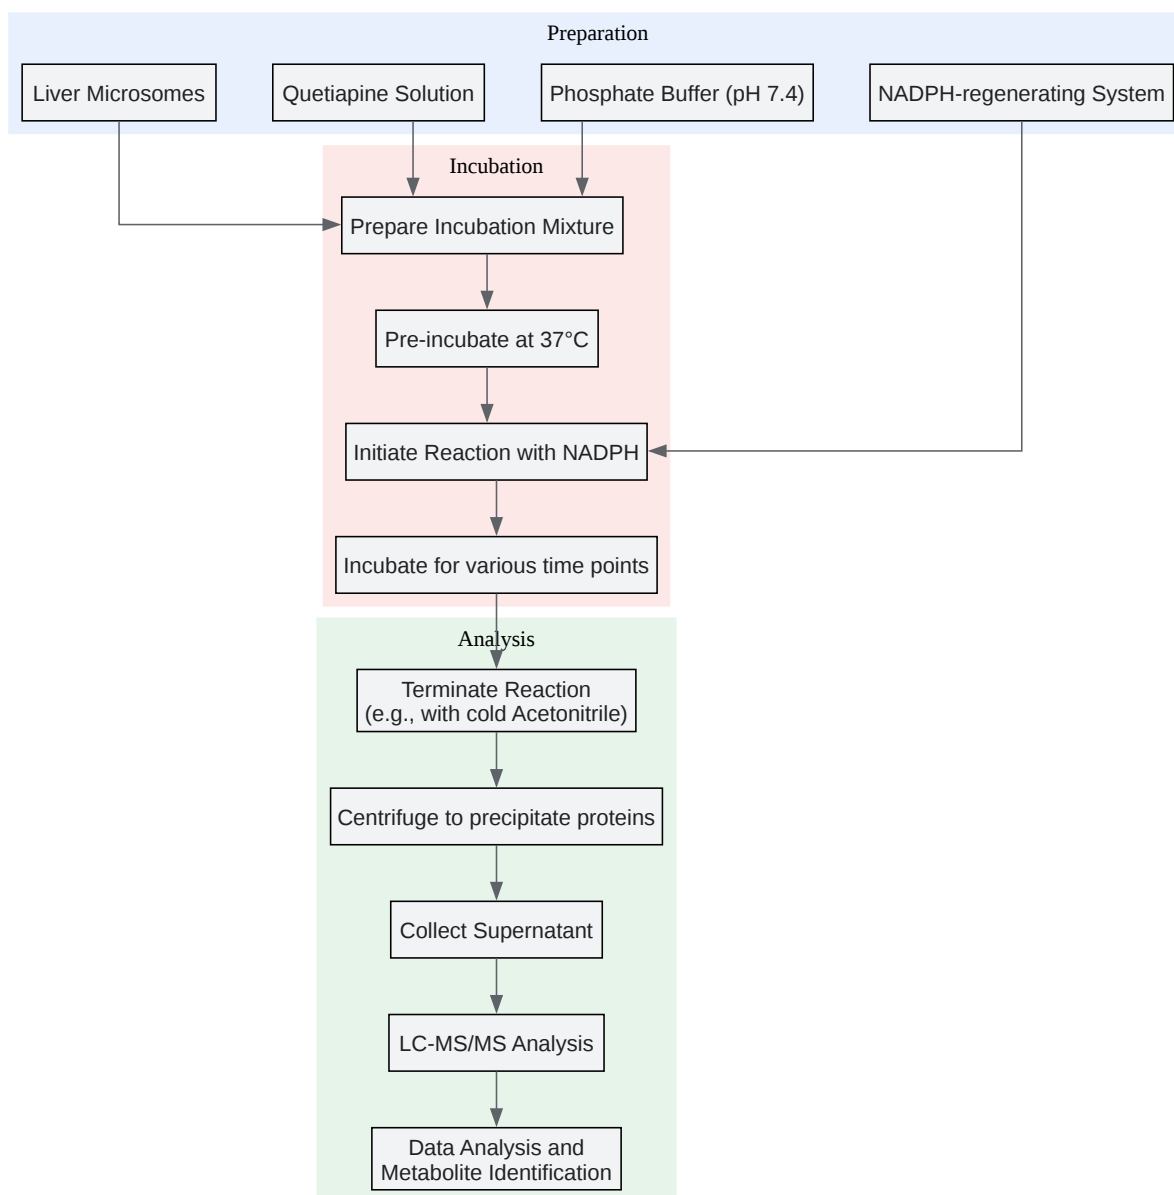 Preparation
Liver Microsomes
Quetiapine Solution
Phosphate Buffer (pH 7.4)
NADPH-regenerating System
Incubation
Prepare Incubation Mixture
Pre-incubate at 37°C
Initiate Reaction with NADPH
Incubate for various time points
Analysis
Terminate Reaction
(e.g., with cold Acetonitrile)
Centrifuge to precipitate proteins
Collect Supernatant
LC-MS/MS Analysis
Data Analysis and
Metabolite Identification